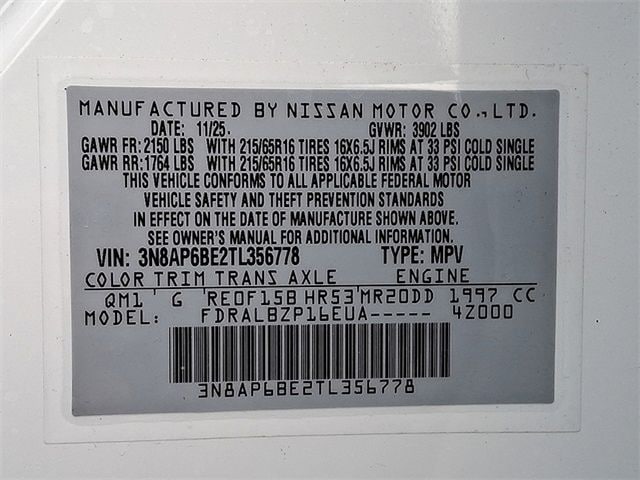 MANUFACTURED BY NISSAN MOTOR CO.,LTD.
DATE: 11/25. GVWR: 3902 LBS
GAWR FR: 2150 LBS WITH 215/65R16 TIRES 16X6.5J RIMS AT 33 PSI COLD SINGLE
GAWR RR: 1764 LBS WITH 215/65R16 TIRES 16X6.5J RIMS AT 33 PSI COLD SINGLE
THIS VEHICLE CONFORMS TO ALL APPLICABLE FEDERAL MOTOR
VEHICLE SAFETY AND THEFT PREVENTION STANDARDS
IN EFFECT ON THE DATE OF MANUFACTURE SHOWN ABOVE.
SEE OWNER'S MANUAL FOR ADDITIONAL INFORMATION
VIN: 3N8AP6BE2TL356778 TYPE: MPV
COLOR TRIM TRANS AXLE ENGINE
QM1 G RE0F15B HR53 MR20DD 1997 CC
MODEL: FDRALBZP16EUA----- 4Z000
3N8AP6BE2TL356778